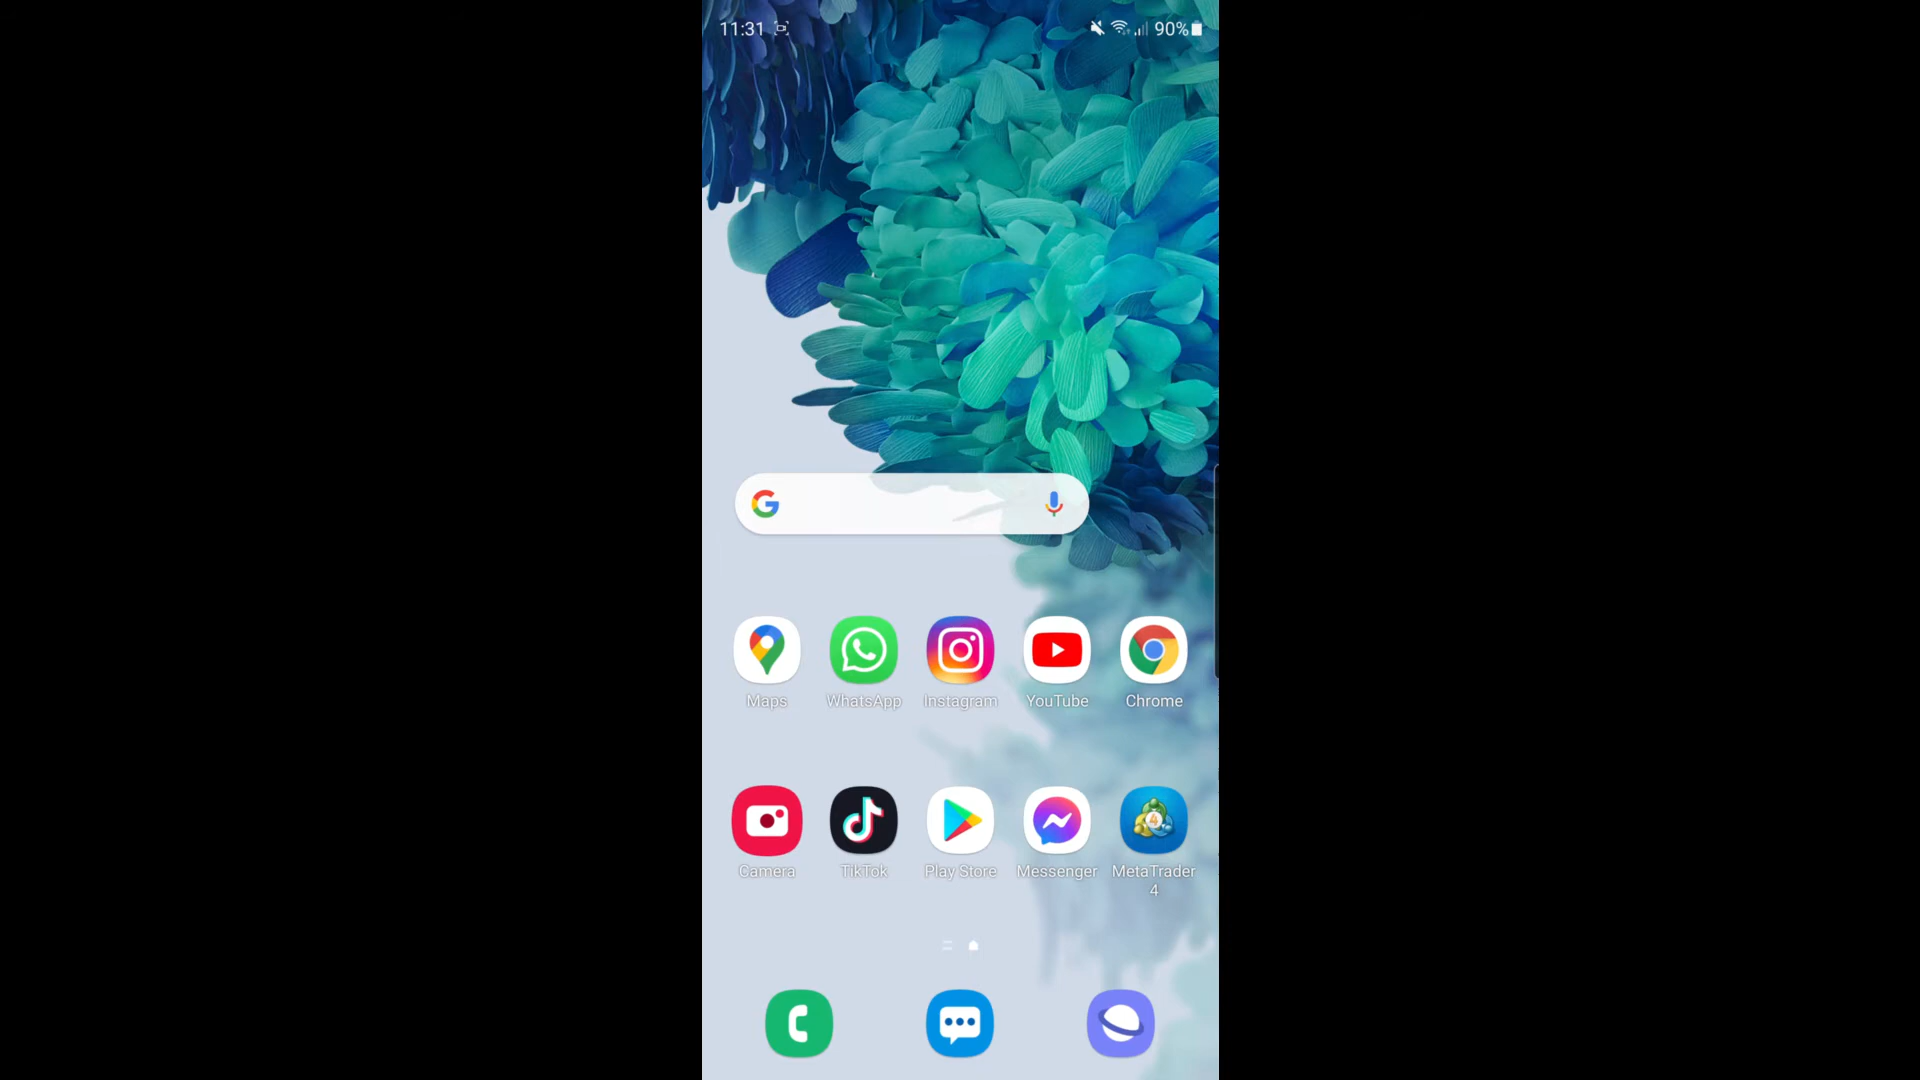 11:31 90%
Maps WhatsApp Instagram YouTube Chrome
Camera TikTok Play Store Messenger MetaTrader 4